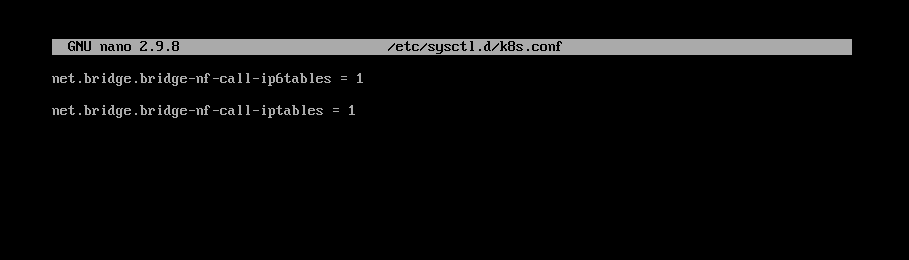 GNU nano 2.9.8 /etc/sysctl.d/k8s.conf
net.bridge.bridge-nf-call-ip6tables = 1
net.bridge.bridge-nf-call-iptables = 1